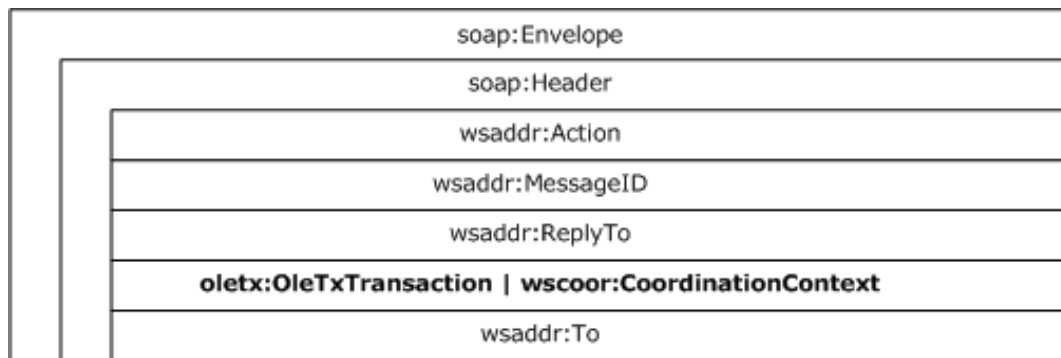 soap:Envelope
soap:Header
wsaddr:Action
wsaddr:MessageID
wsaddr:ReplyTo
oletx:OleTxTransaction | wscoor:CoordinationContext
wsaddr:To